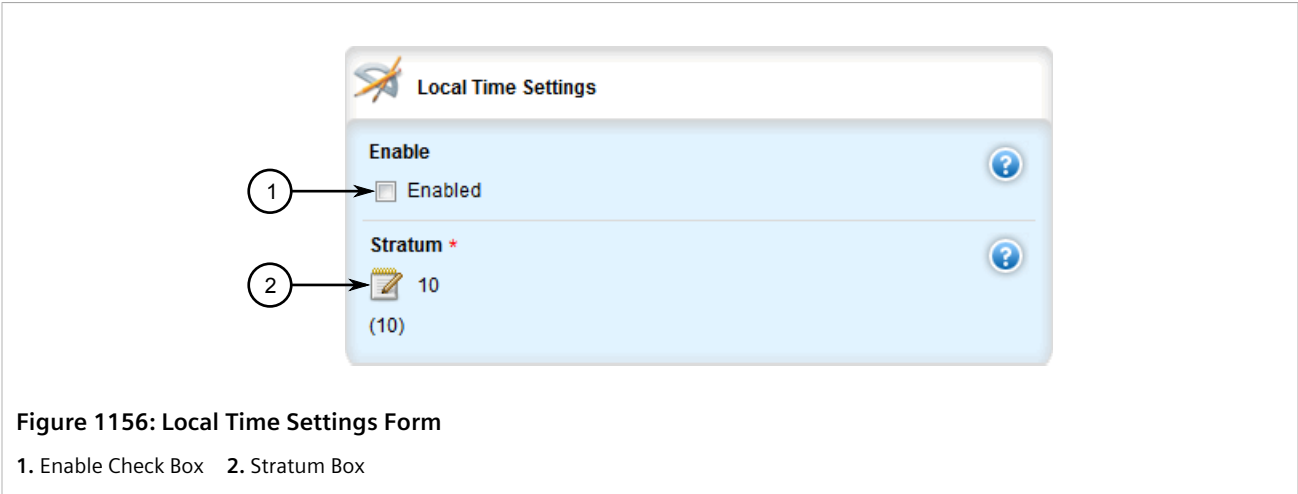 Local Time Settings
Enable
?
1
Enabled
Stratum *
?
2
10
(10)
Figure 1156: Local Time Settings Form
1. Enable Check Box 2. Stratum Box